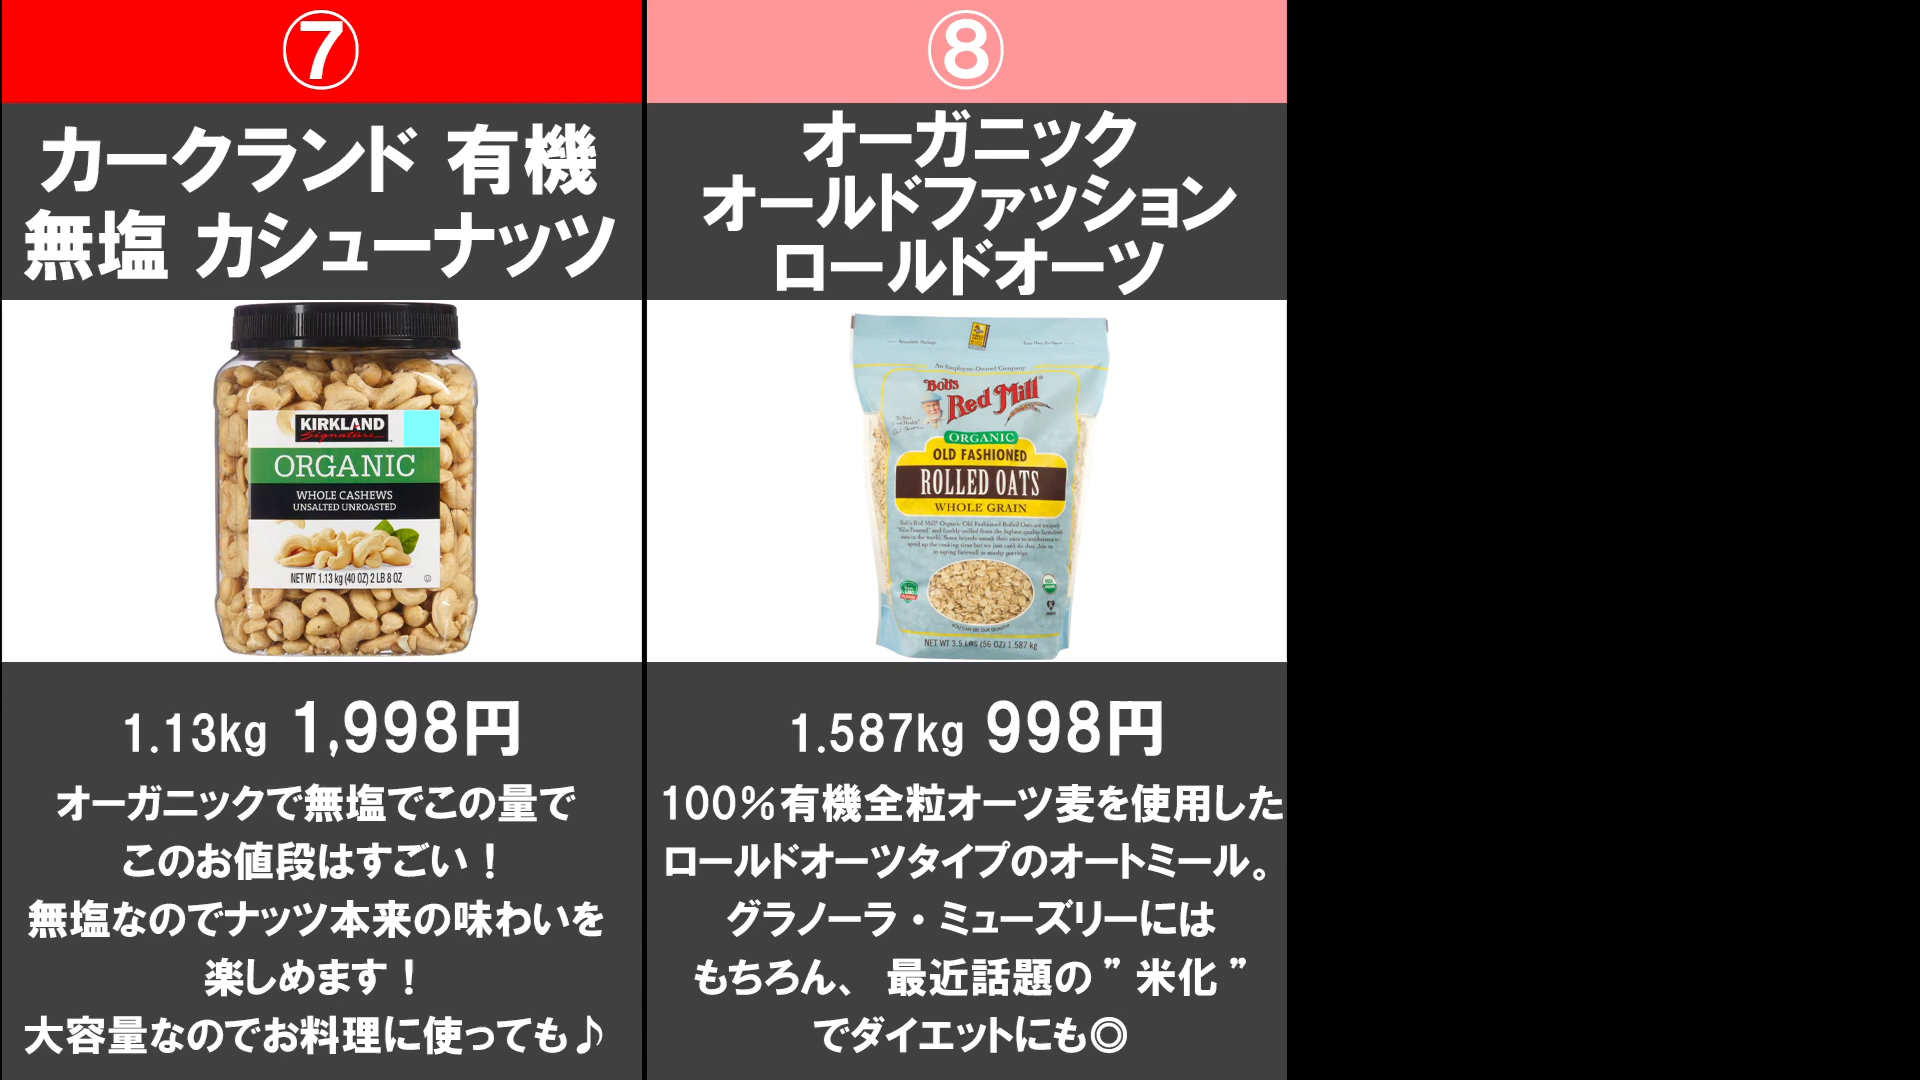 ⑦
カークランド 有機
無塩 カシューナッツ
KIRKLAND
Signature
ORGANIC
WHOLE CASHEWS
UNSALTED UNROASTED
NET WT 1.13 kg (40 OZ) 2 LB 8 OZ
1.13kg 1,998円
オーガニックで無塩でこの量で
このお値段はすごい！
無塩なのでナッツ本来の味わいを
楽しめます！
大容量なのでお料理に使っても♪
⑧
オーガニック
オールドファッション
ロールドオーツ
An Employee-Owned Company
Bob's
Red Mill
ORGANIC
OLD FASHIONED
ROLLED OATS
WHOLE GRAIN
YOU CAN SEE OUR QUALITY
NET WT 3.5 LBS (56 OZ) 1.587 kg
1.587kg 998円
100％有機全粒オーツ麦を使用した
ロールドオーツタイプのオートミール。
グラノーラ・ミューズリーには
もちろん、最近話題の”米化”
でダイエットにも◎